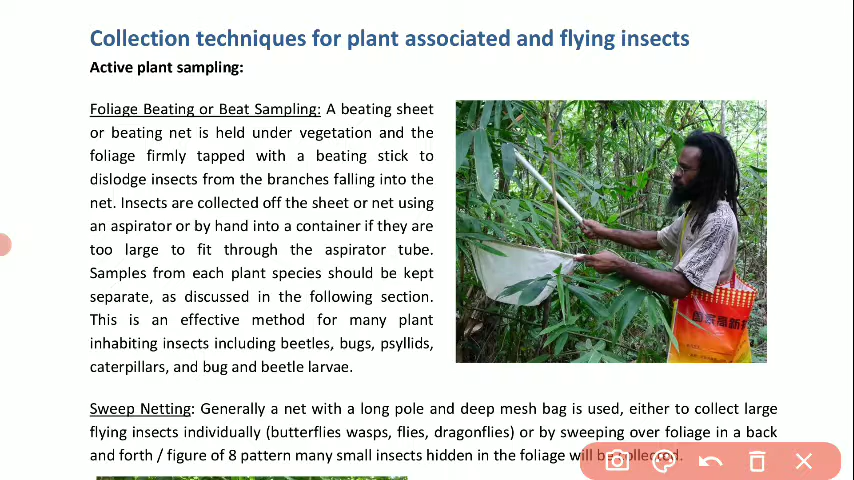 Collection techniques for plant associated and flying insects
Active plant sampling:
Foliage Beating or Beat Sampling: A beating sheet
or beating net is held under vegetation and the
foliage firmly tapped with a beating stick to
dislodge insects from the branches falling into the
net. Insects are collected off the sheet or net using
an aspirator or by hand into a container if they are
too large to fit through the aspirator tube.
Samples from each plant species should be kept
separate, as discussed in the following section.
This is an effective method for many plant
inhabiting insects including beetles, bugs, psyllids,
caterpillars, and bug and beetle larvae.
Sweep Netting: Generally a net with a long pole and deep mesh bag is used, either to collect large
flying insects individually (butterflies wasps, flies, dragonflies) or by sweeping over foliage in a back
and forth / figure of 8 pattern many small insects hidden in the foliage will be collected.